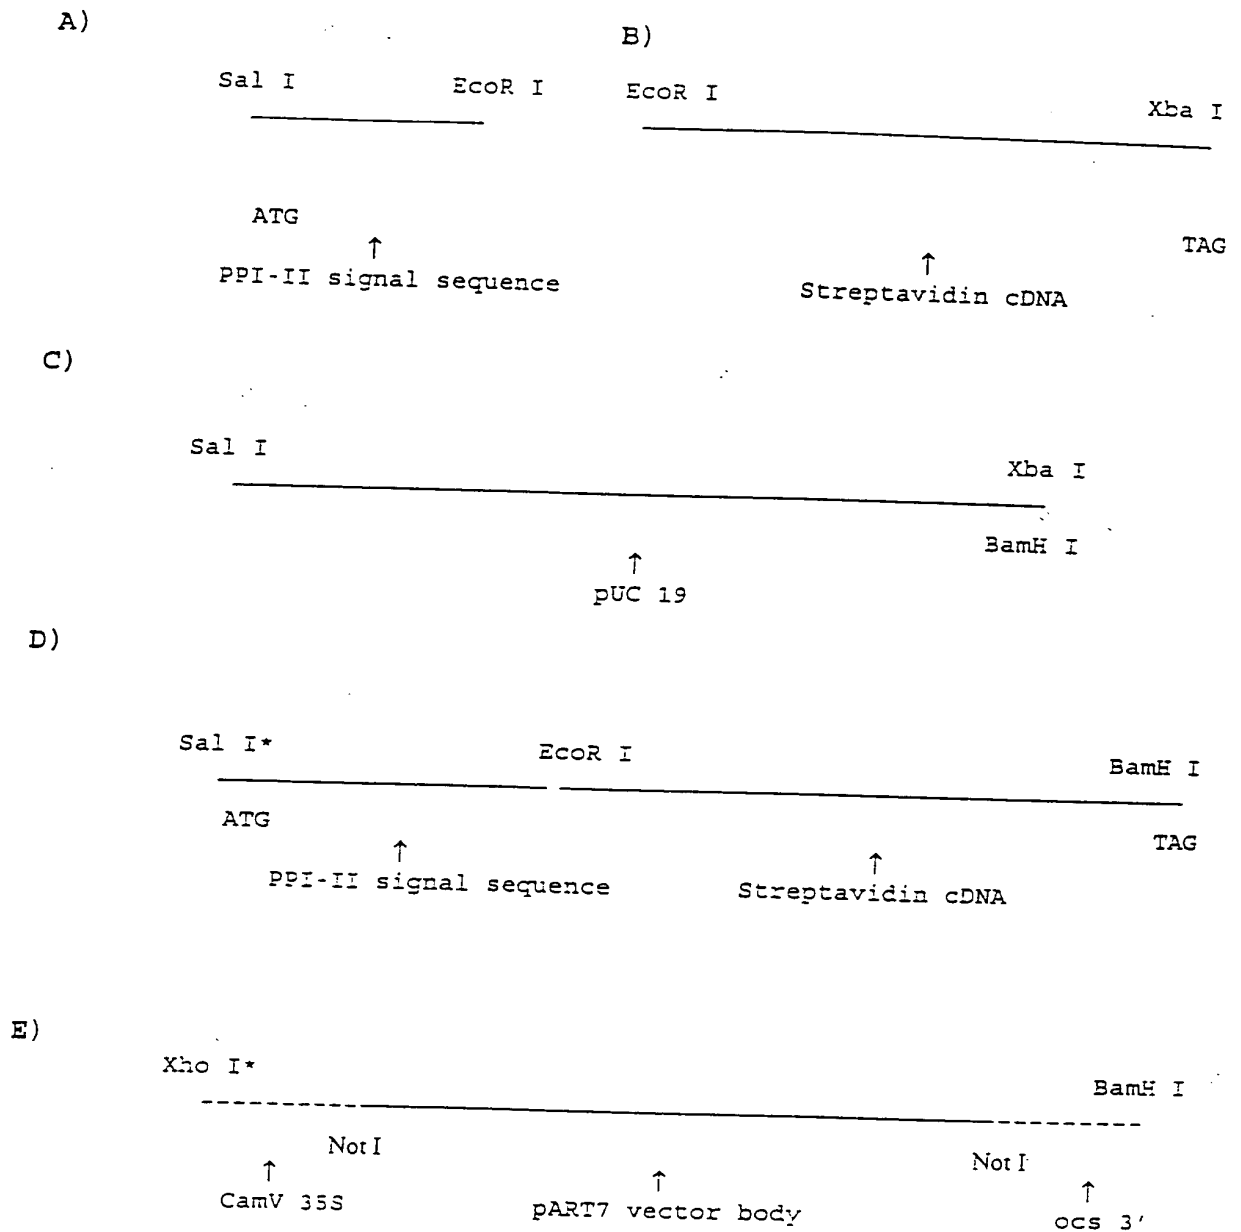 A)
B)
Sal I EcoR I
EcoR I Xba I
ATG
↑
PPI-II signal sequence
TAG
↑
Streptavidin cDNA
C)
Sal I
Xba I
BamH I
↑
pUC 19
D)
Sal I*
EcoR I
BamH I
ATG
TAG
↑
PPI-II signal sequence
↑
Streptavidin cDNA
E)
Xho I*
BamH I
Not I
Not I
↑
CamV 35S
↑
pART7 vector body
↑
ocs 3'